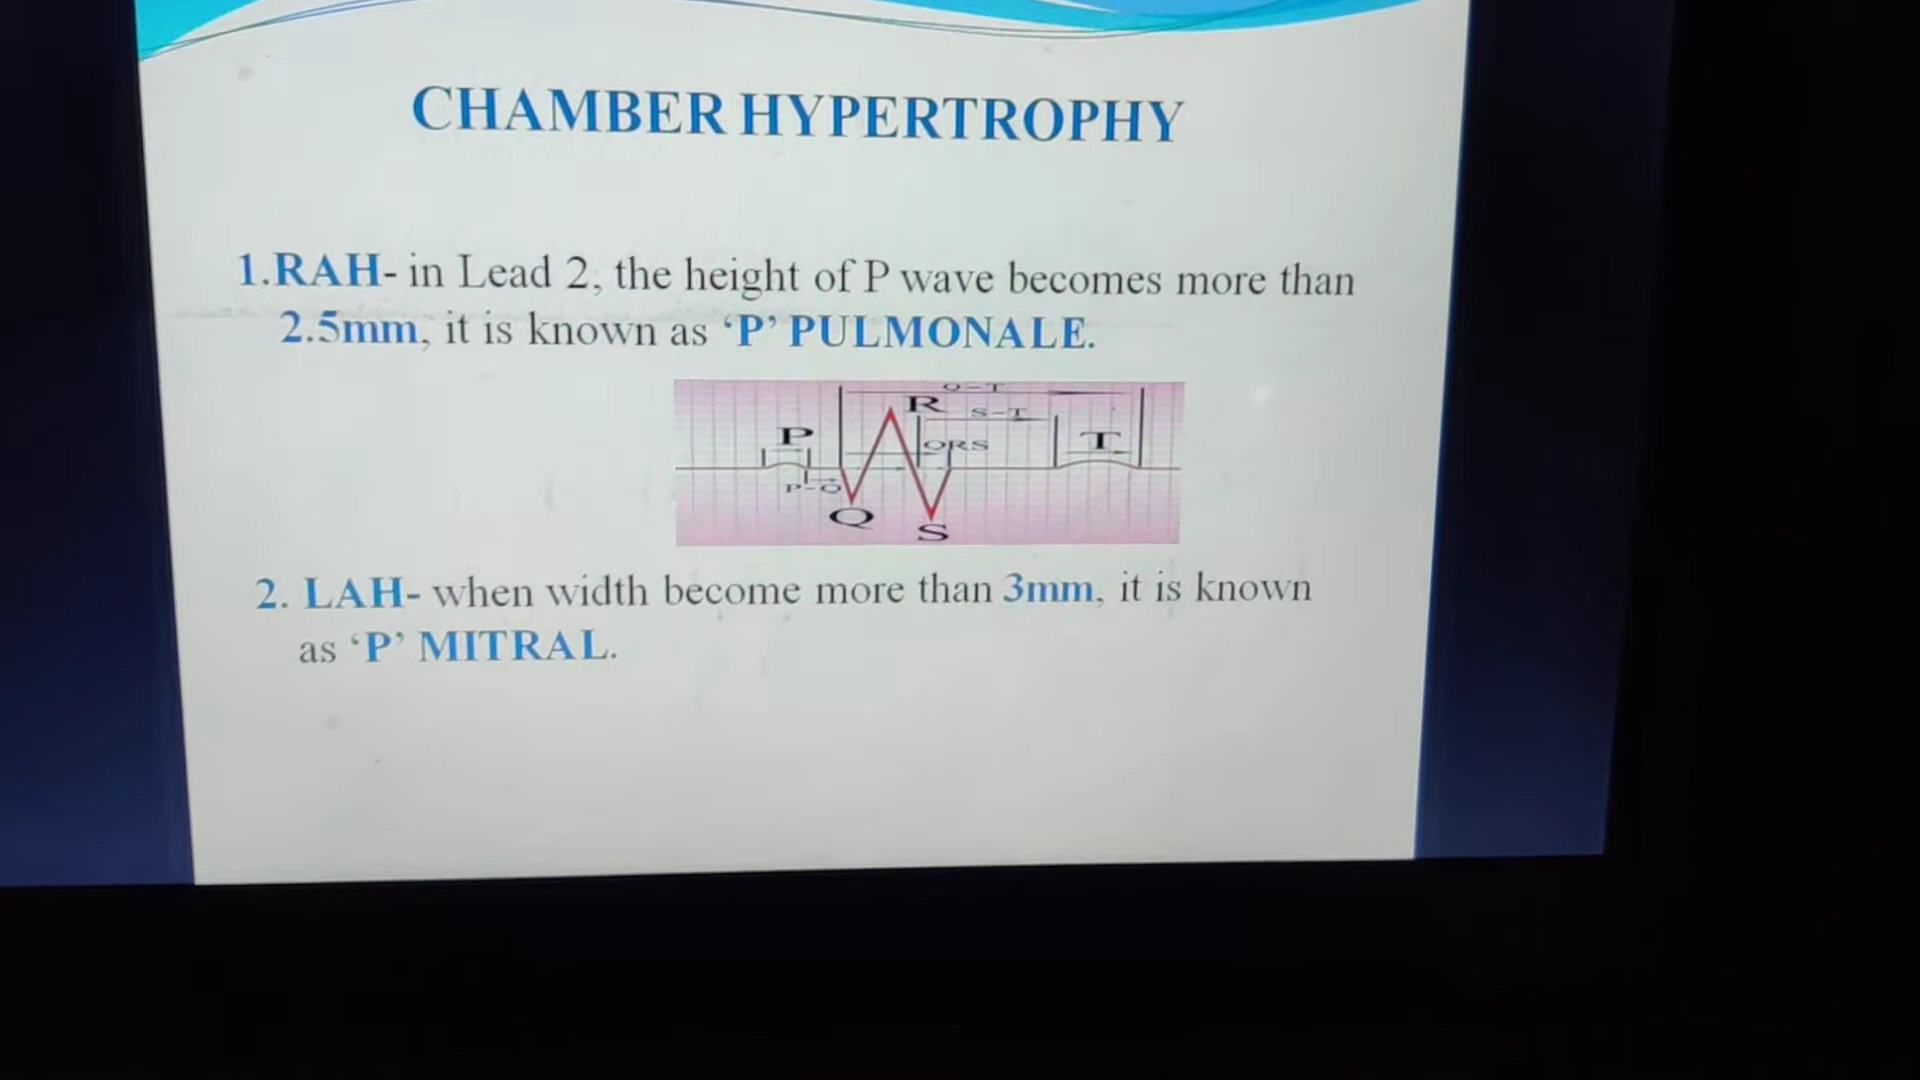 CHAMBER HYPERTROPHY
1.RAH- in Lead 2, the height of P wave becomes more than
2.5mm, it is known as ‘P’ PULMONALE.
Q-T
R
S-T
P
QRS
T
P-Q
Q
S
2. LAH- when width become more than 3mm, it is known
as ‘P’ MITRAL.